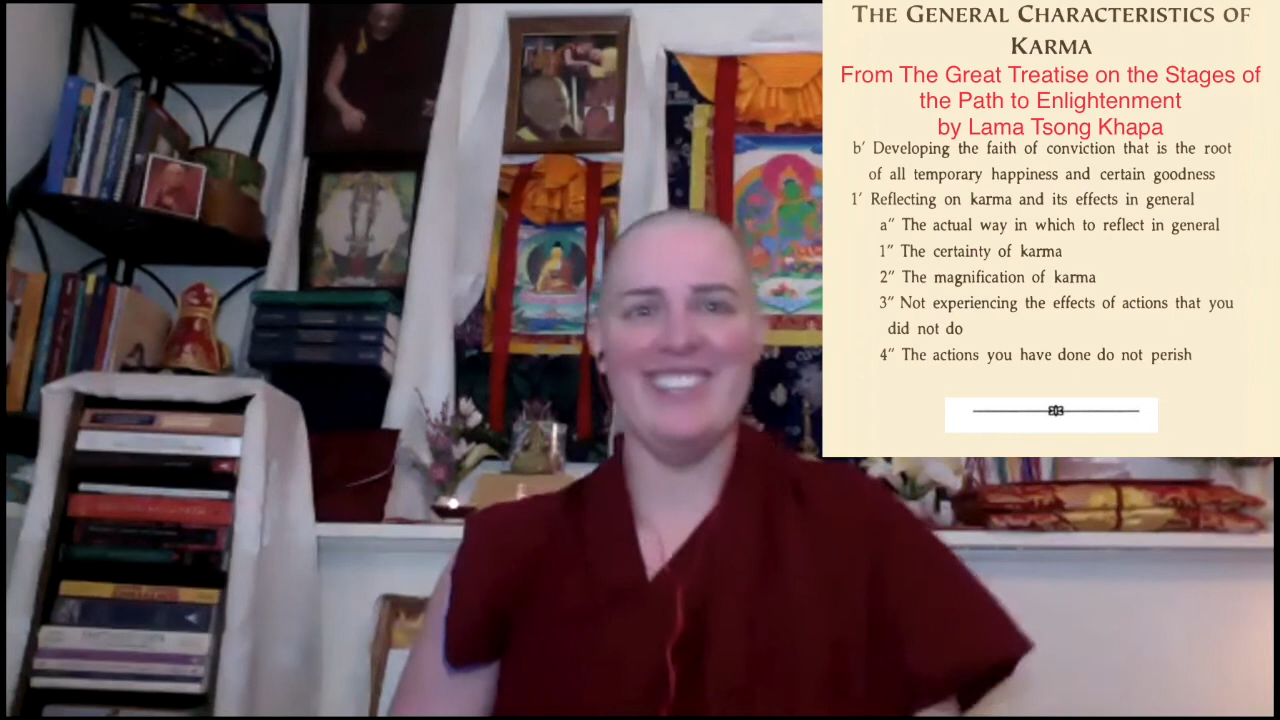 THE GENERAL CHARACTERISTICS OF
KARMA
From The Great Treatise on the Stages of
the Path to Enlightenment
by Lama Tsong Khapa
b′ Developing the faith of conviction that is the root
of all temporary happiness and certain goodness
1′ Reflecting on karma and its effects in general
a″ The actual way in which to reflect in general
1″ The certainty of karma
2″ The magnification of karma
3″ Not experiencing the effects of actions that you
did not do
4″ The actions you have done do not perish